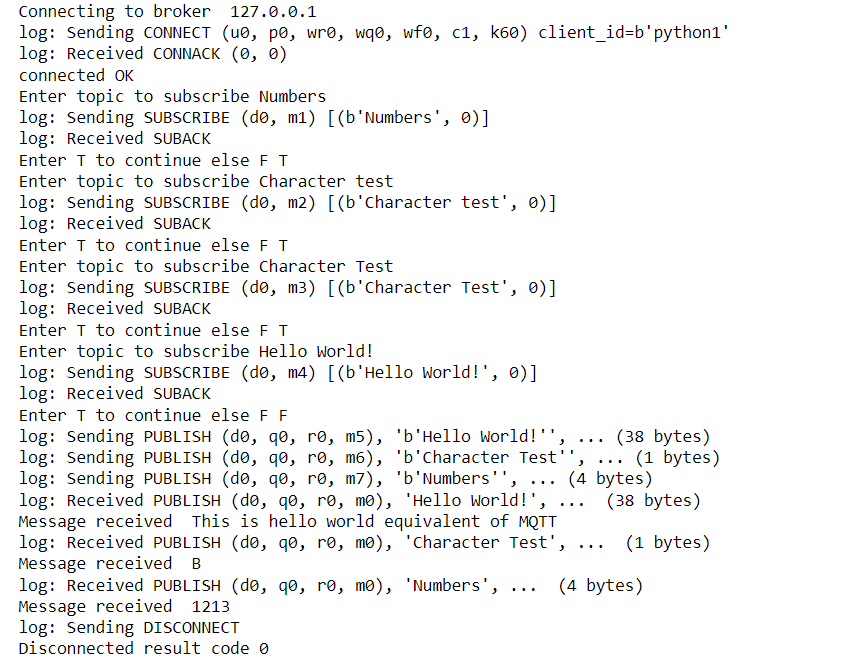 Connecting to broker  127.0.0.1
log: Sending CONNECT (u0, p0, wr0, wq0, wf0, c1, k60) client_id=b'python1'
log: Received CONNACK (0, 0)
connected OK
Enter topic to subscribe Numbers
log: Sending SUBSCRIBE (d0, m1) [(b'Numbers', 0)]
log: Received SUBACK
Enter T to continue else F T
Enter topic to subscribe Character test
log: Sending SUBSCRIBE (d0, m2) [(b'Character test', 0)]
log: Received SUBACK
Enter T to continue else F T
Enter topic to subscribe Character Test
log: Sending SUBSCRIBE (d0, m3) [(b'Character Test', 0)]
log: Received SUBACK
Enter T to continue else F T
Enter topic to subscribe Hello World!
log: Sending SUBSCRIBE (d0, m4) [(b'Hello World!', 0)]
log: Received SUBACK
Enter T to continue else F F
log: Sending PUBLISH (d0, q0, r0, m5), 'b'Hello World!'', ... (38 bytes)
log: Sending PUBLISH (d0, q0, r0, m6), 'b'Character Test'', ... (1 bytes)
log: Sending PUBLISH (d0, q0, r0, m7), 'b'Numbers'', ... (4 bytes)
log: Received PUBLISH (d0, q0, r0, m0), 'Hello World!', ...  (38 bytes)
Message received  This is hello world equivalent of MQTT
log: Received PUBLISH (d0, q0, r0, m0), 'Character Test', ...  (1 bytes)
Message received  B
log: Received PUBLISH (d0, q0, r0, m0), 'Numbers', ...  (4 bytes)
Message received  1213
log: Sending DISCONNECT
Disconnected result code 0